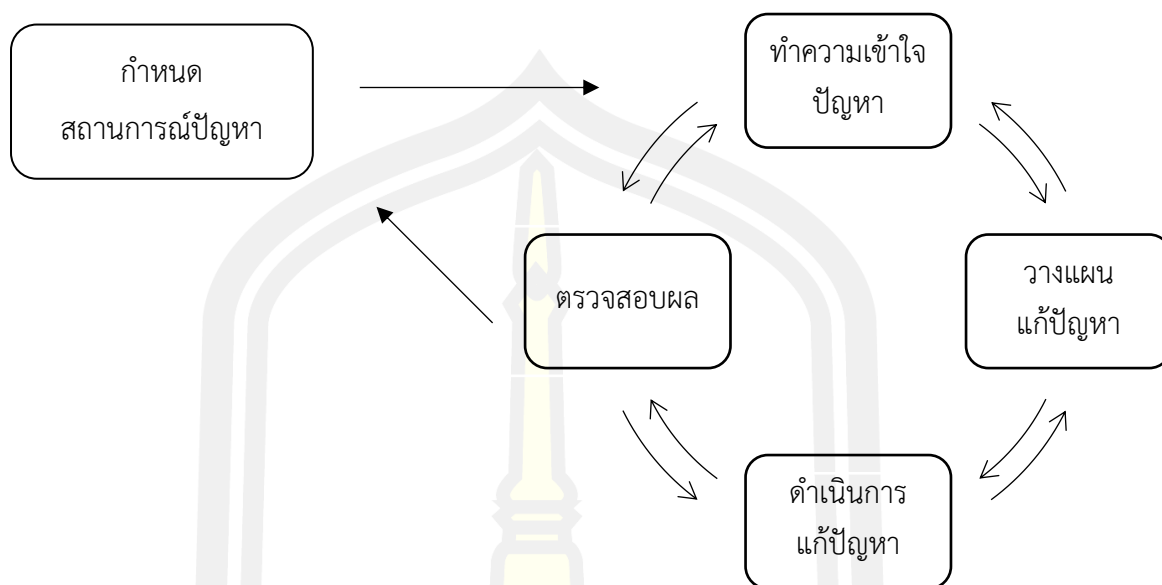 กำหนด
สถานการณ์ปัญหา
ทำความเข้าใจ
ปัญหา
วางแผน
แก้ปัญหา
ดำเนินการ
แก้ปัญหา
ตรวจสอบผล